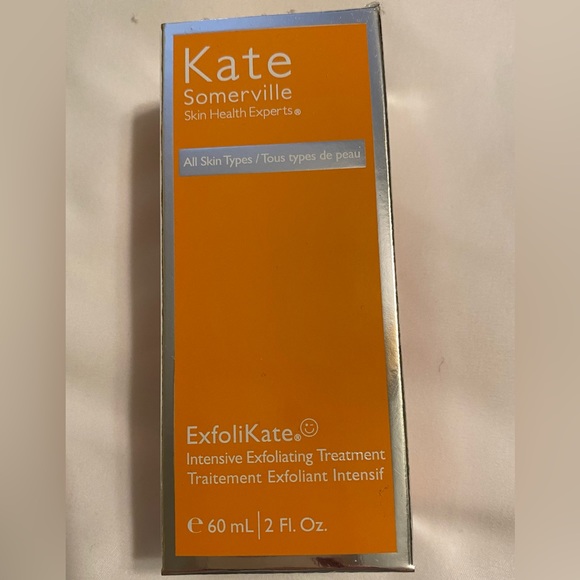 Kate
Somerville
Skin Health Experts®
All Skin Types / Tous types de peau
ExfoliKate®
Intensive Exfoliating Treatment
Traitement Exfoliant Intensif
℮ 60 mL | 2 Fl. Oz.